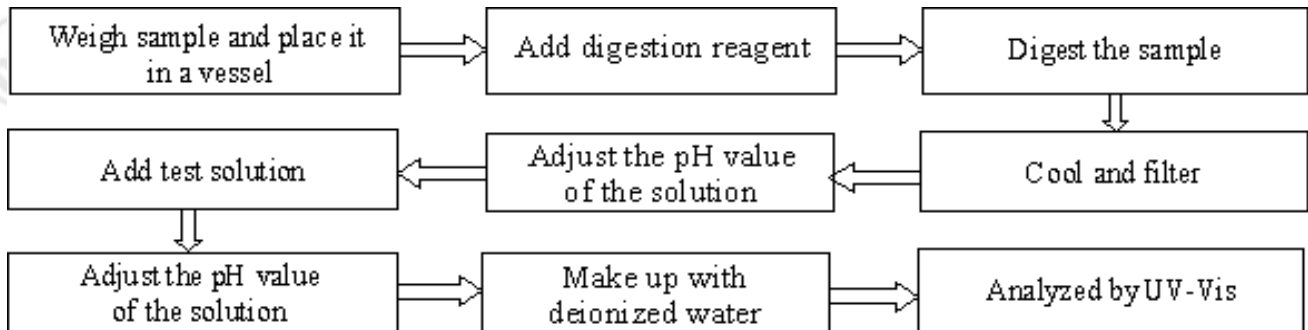 Weigh sample and place it
in a vessel
Add digestion reagent
Digest the sample
Cool and filter
Adjust the pH value
of the solution
Add test solution
Adjust the pH value
of the solution
Make up with
deionized water
Analyzed by UV-Vis